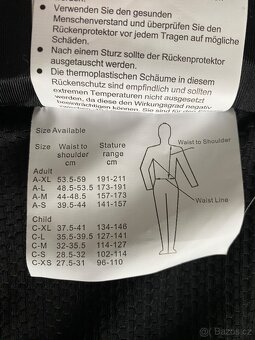 Verwenden Sie den gesunden
Menschenverstand und überprüfen Sie den
Rückenprotektor vor jedem Tragen auf mögliche
Schäden.
Nach einem Sturz sollte der Rückenprotektor
ausgetauscht werden.
Die thermoplastischen Schäume in diesem
Rückenschutz sind empfindlich und sollten
extremen Temperaturen nicht ausgesetzt
werden, da diese den Wirkungsgrad negativ
Size Available
Size Waist to shoulder cm Stature range cm
Adult
A-XL 53.5-59 191-211
A-L 48.5-53.5 173-191
A-M 44-48.5 157-173
A-S 39.5-44 141-157
Child
C-XL 37.5-41 134-146
C-L 35.5-39.5 127-141
C-M 32-35.5 114-127
C-S 28.5-32 102-114
C-XS 27.5-31 96-110
Waist to Shoulder
Waist Line
Bazoš.cz